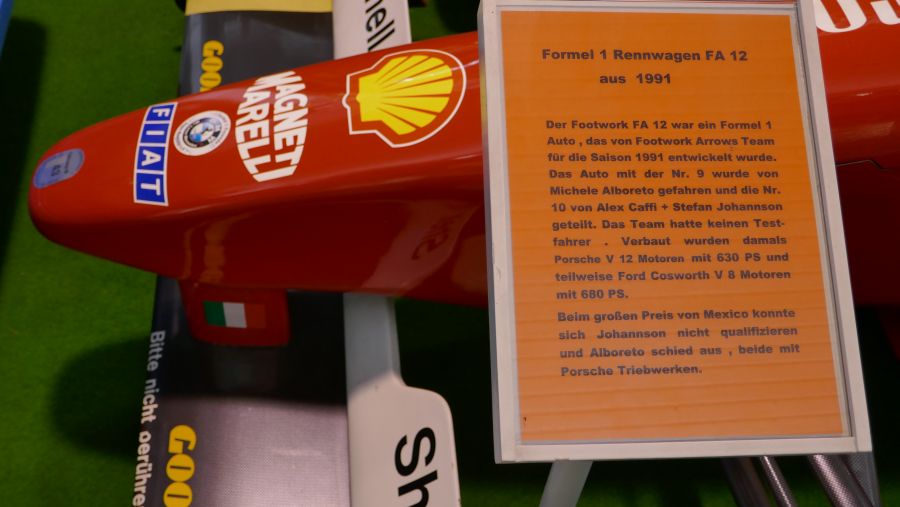 Shell
GOO
MAGNETI
MARELLI
FIAT
Formel 1 Rennwagen FA 12
aus 1991
Der Footwork FA 12 war ein Formel 1
Auto , das von Footwork Arrows Team
für die Saison 1991 entwickelt wurde.
Das Auto mit der Nr. 9 wurde von
Michele Alboreto gefahren und die Nr.
10 von Alex Caffi + Stefan Johannson
geteilt. Das Team hatte keinen Test-
fahrer . Verbaut wurden damals
Porsche V 12 Motoren mit 630 PS und
teilweise Ford Cosworth V 8 Motoren
mit 680 PS.
Beim großen Preis von Mexico konnte
sich Johannson nicht qualifizieren
und Alboreto schied aus , beide mit
Porsche Triebwerken.
Bitte nicht berühre
GOO
Sh